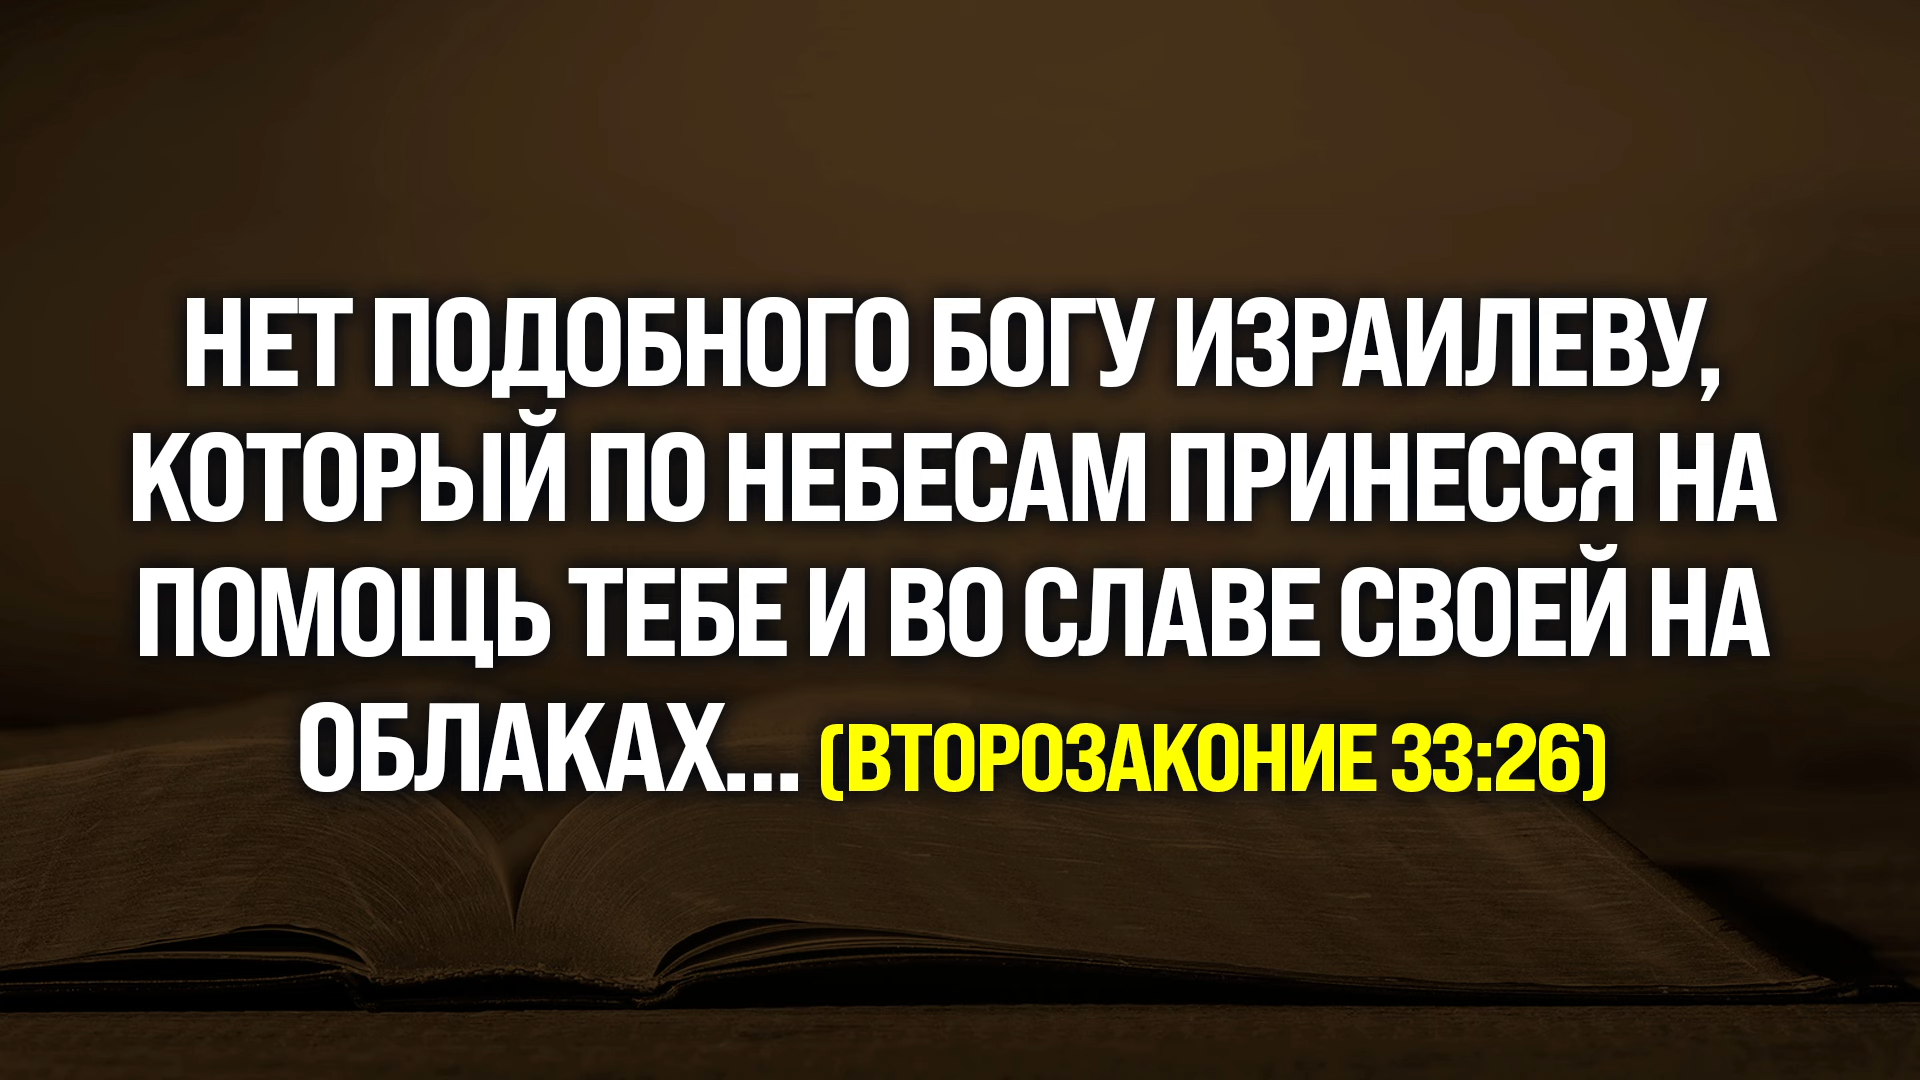 НЕТ ПОДОБНОГО БОГУ ИЗРАИЛЕВУ,
КОТОРЫЙ ПО НЕБЕСАМ ПРИНЕССЯ НА
ПОМОЩЬ ТЕБЕ И ВО СЛАВЕ СВОЕЙ НА
ОБЛАКАХ... (ВТОРОЗАКОНИЕ 33:26)